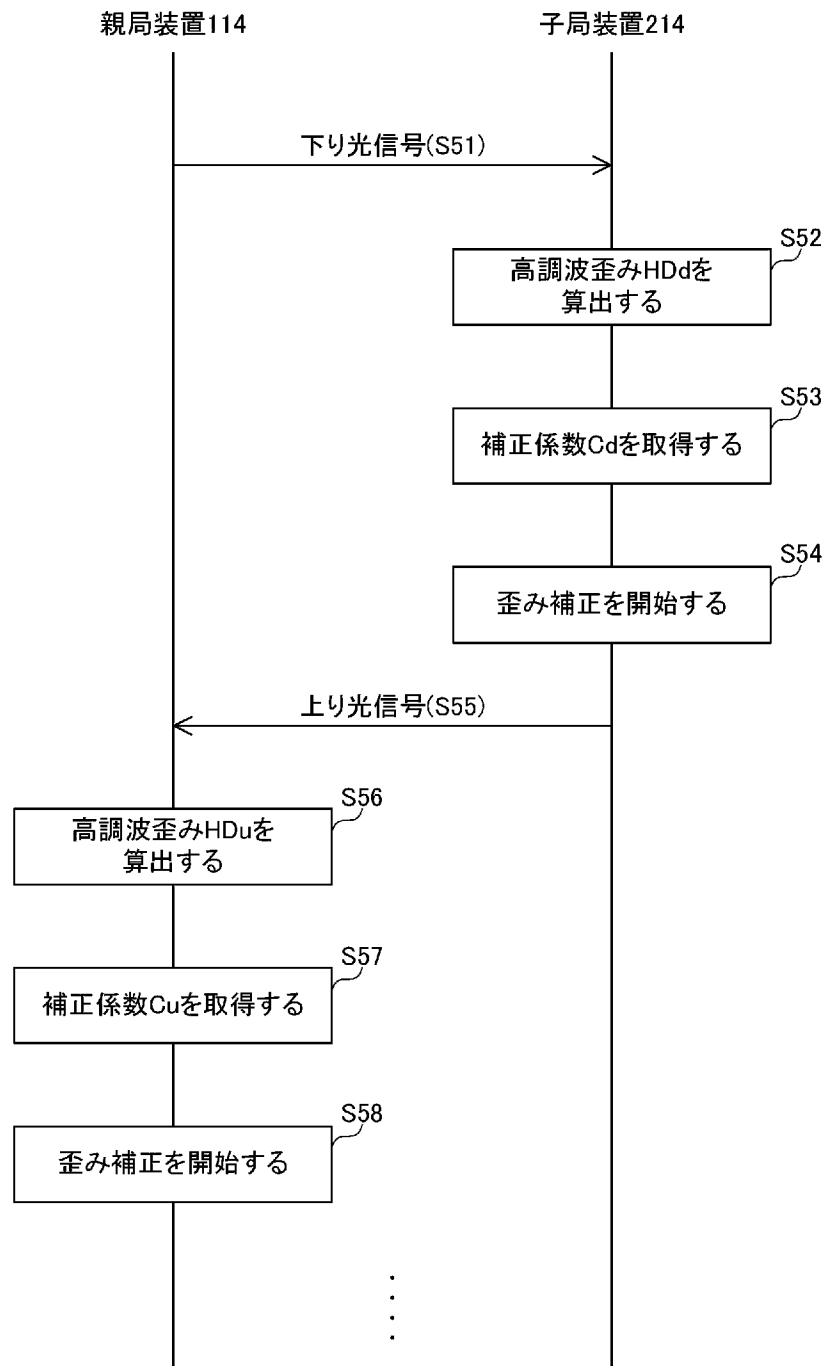 親局装置114
子局装置214
下り光信号(S51)
S52
高調波歪みHDdを
算出する
S53
補正係数Cdを取得する
S54
歪み補正を開始する
上り光信号(S55)
S56
高調波歪みHDuを
算出する
S57
補正係数Cuを取得する
S58
歪み補正を開始する